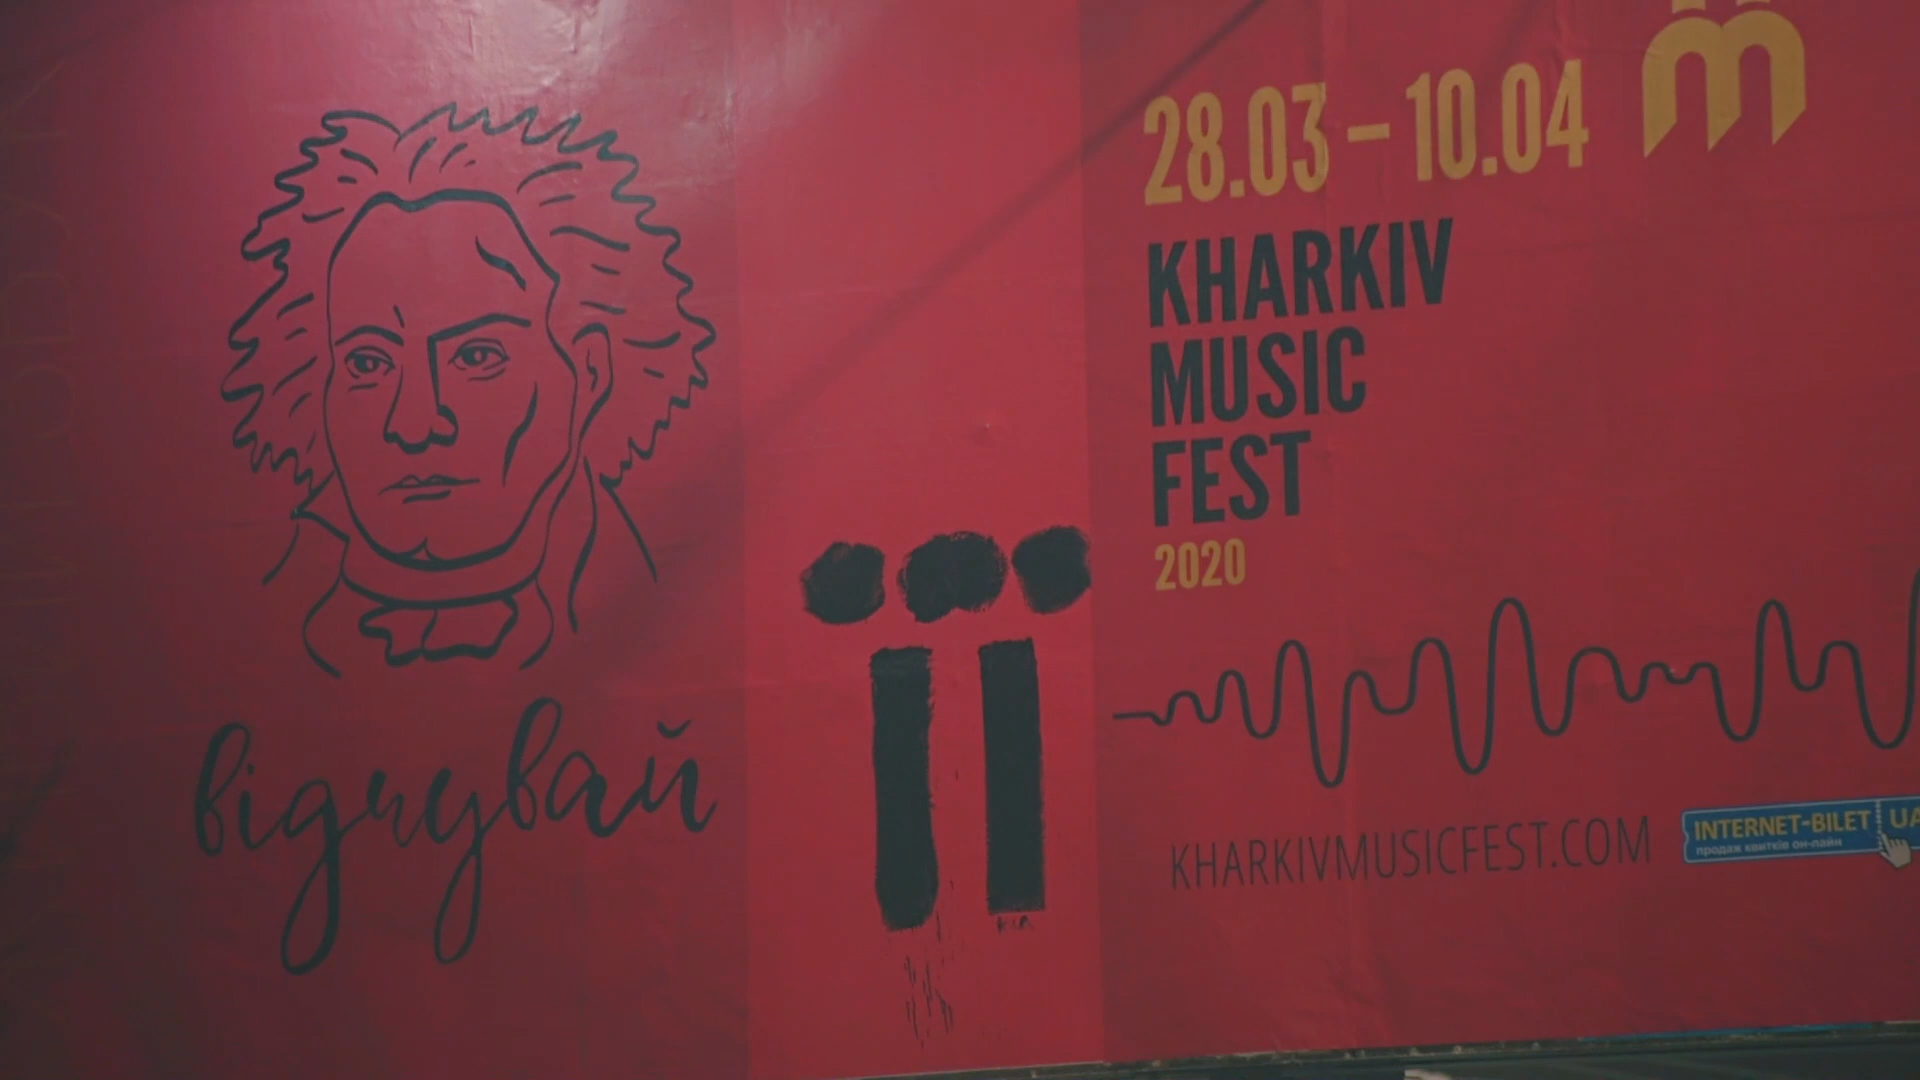 28.03 – 10.04
KHARKIV
MUSIC
FEST
2020
відчувай
KHARKIVMUSICFEST.COM
INTERNET-BILET UA
продаж квитків он-лайн